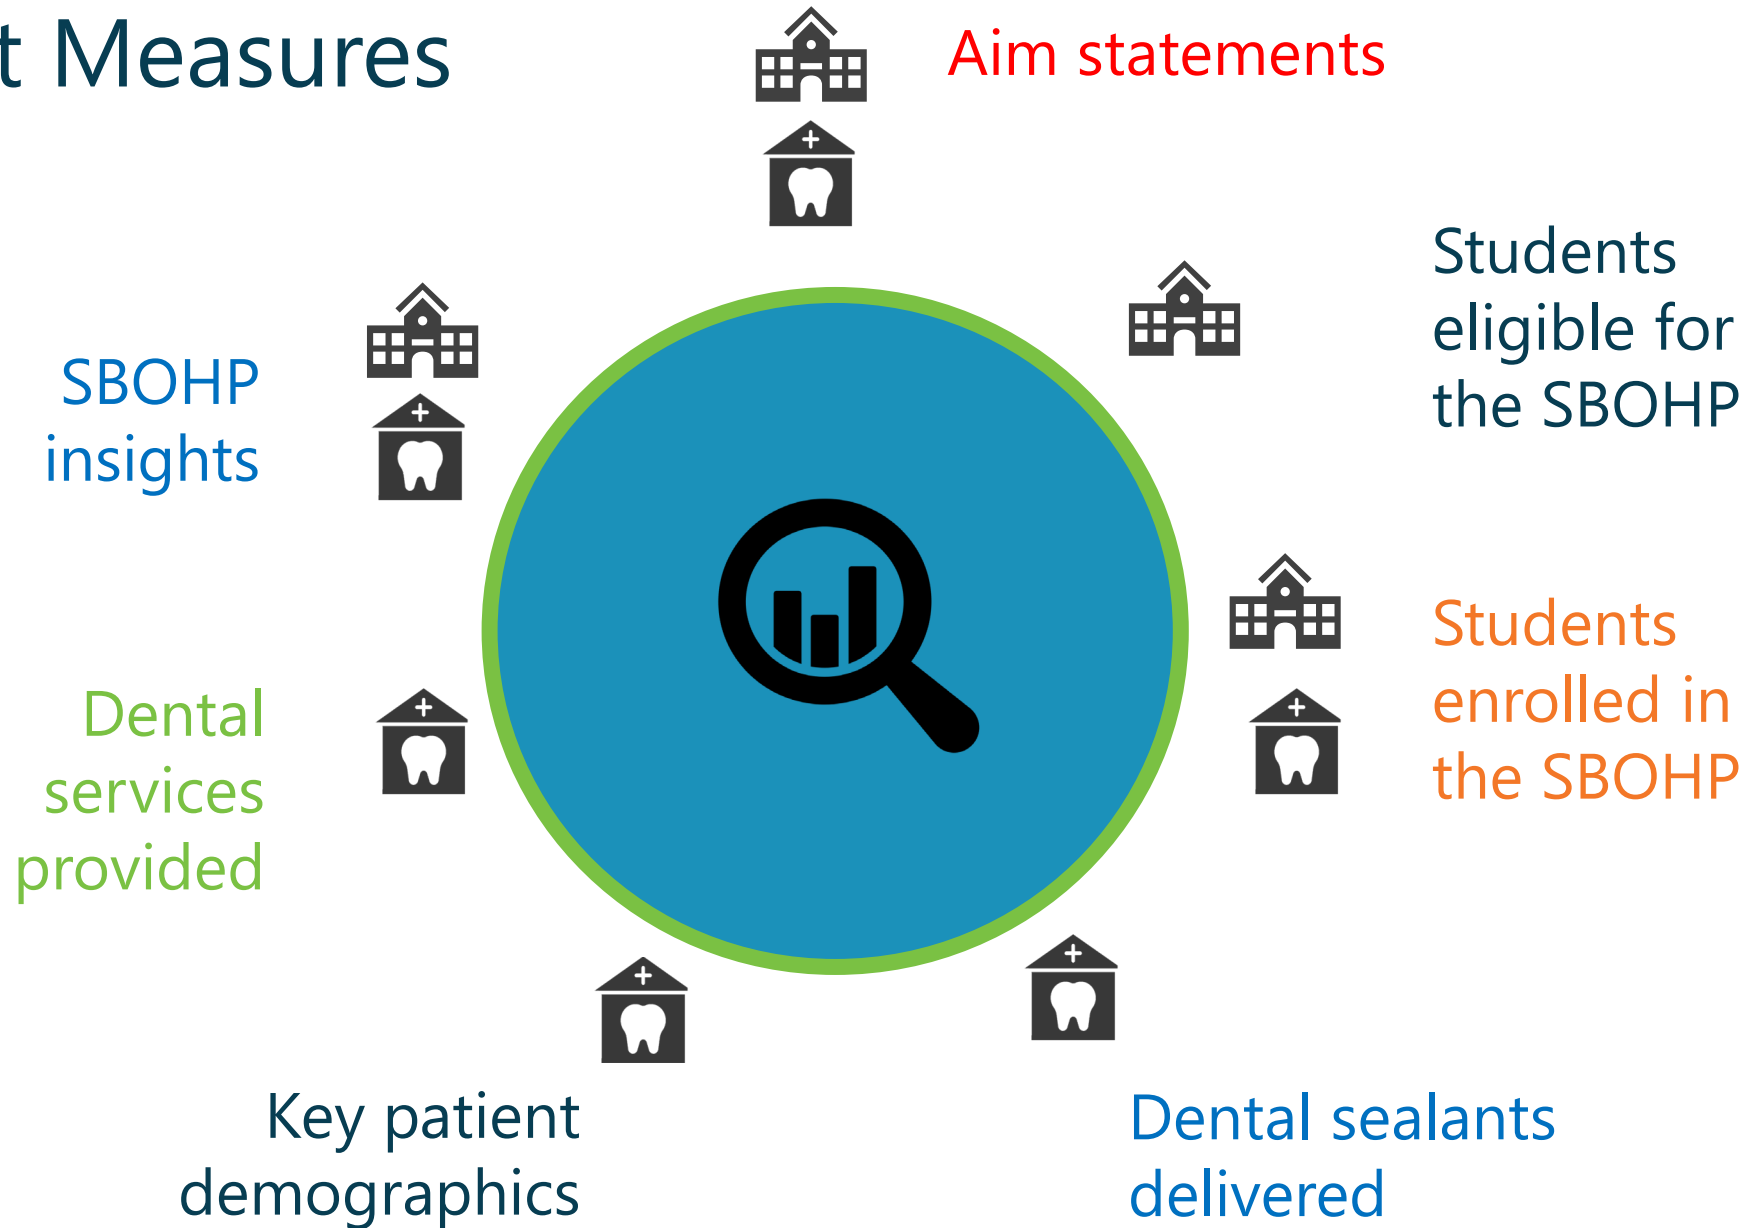 t Measures
Aim statements
Students
eligible for
the SBOHP
Students
enrolled in
the SBOHP
Dental sealants
delivered
Key patient
demographics
Dental
services
provided
SBOHP
insights